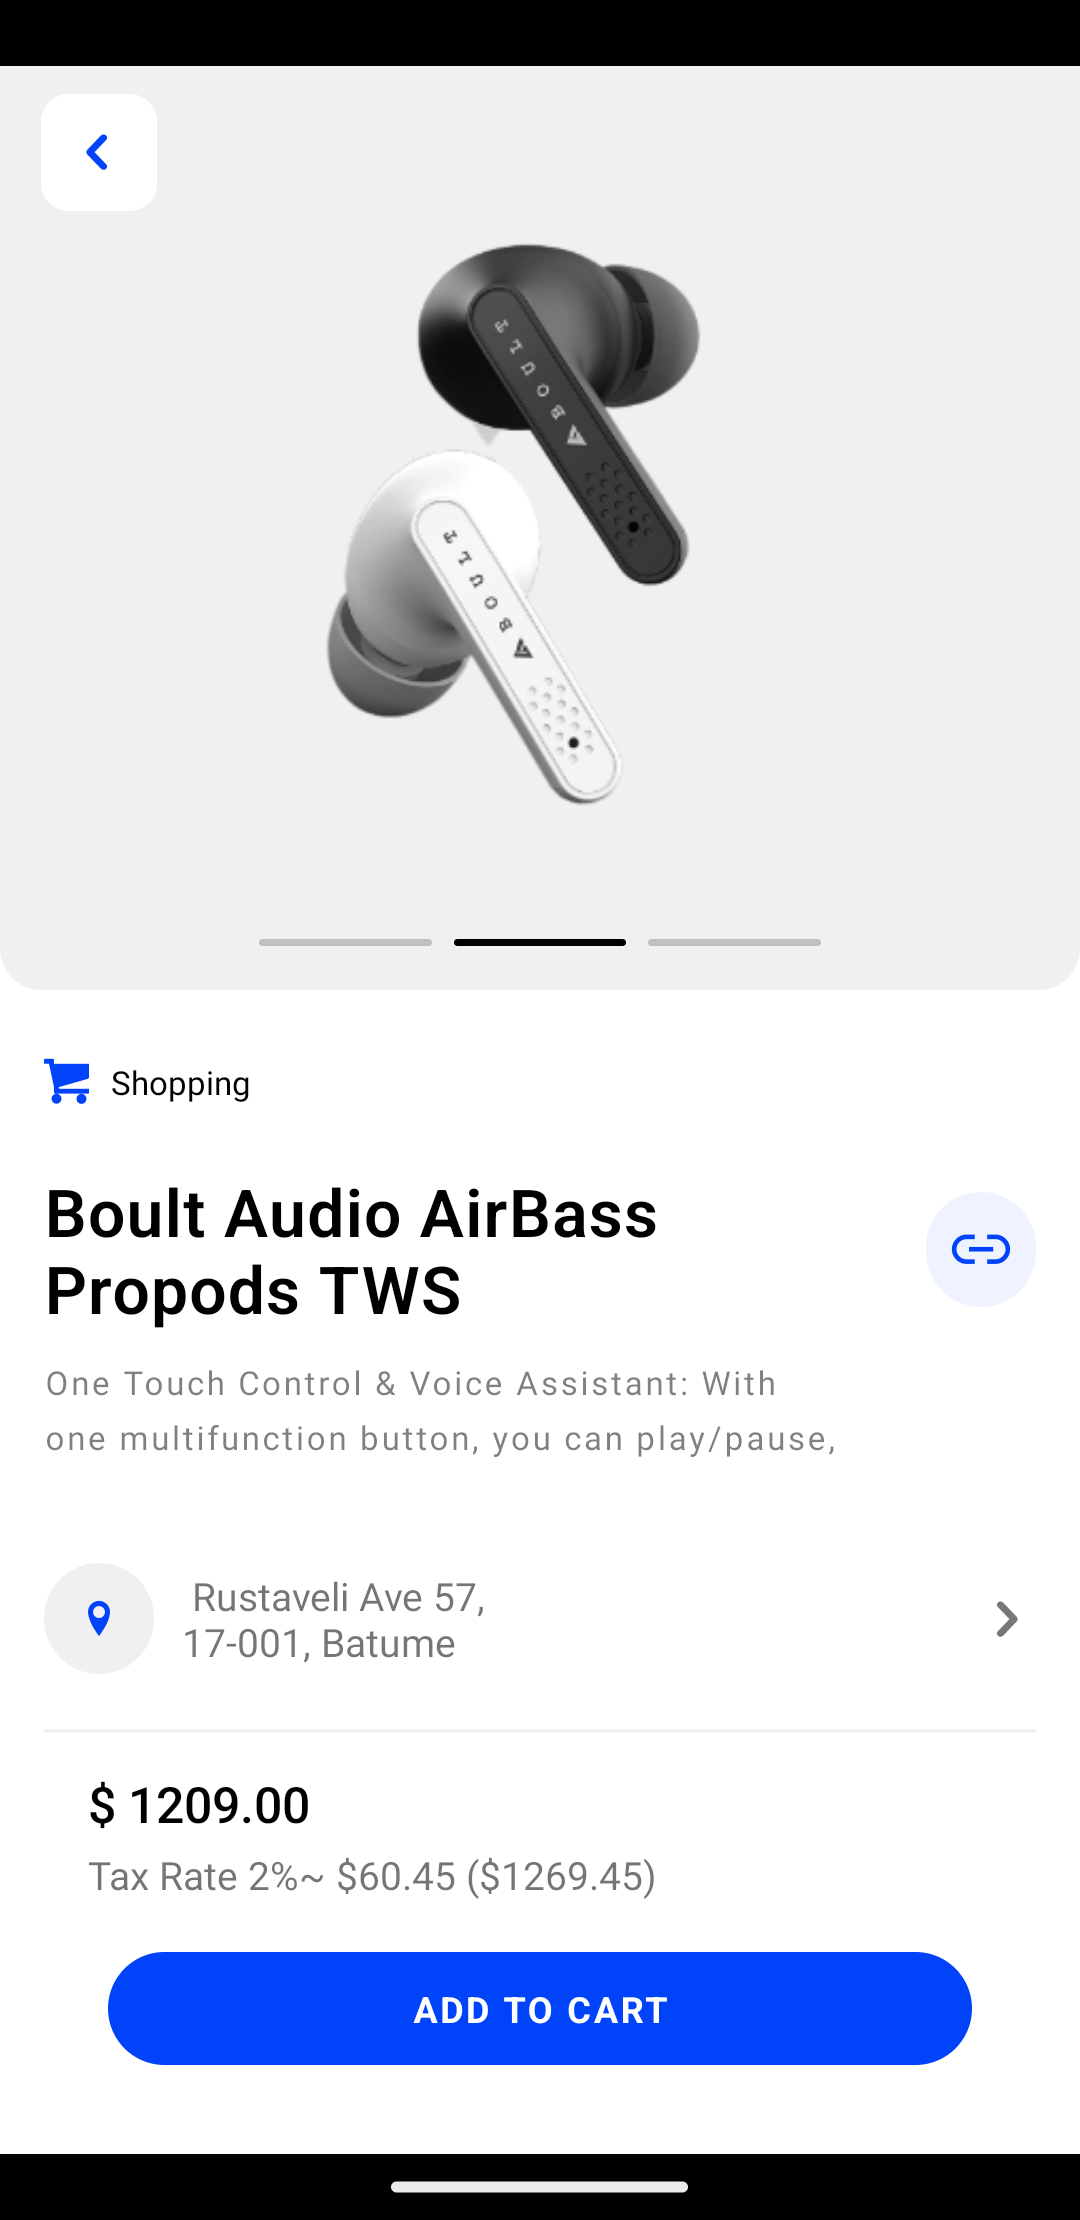 BOULT
BOULT
Shopping
Boult Audio AirBass
Propods TWS
One Touch Control & Voice Assistant: With
one multifunction button, you can play/pause,
Rustaveli Ave 57,
17-001, Batume
$ 1209.00
Tax Rate 2%~ $60.45 ($1269.45)
ADD TO CART